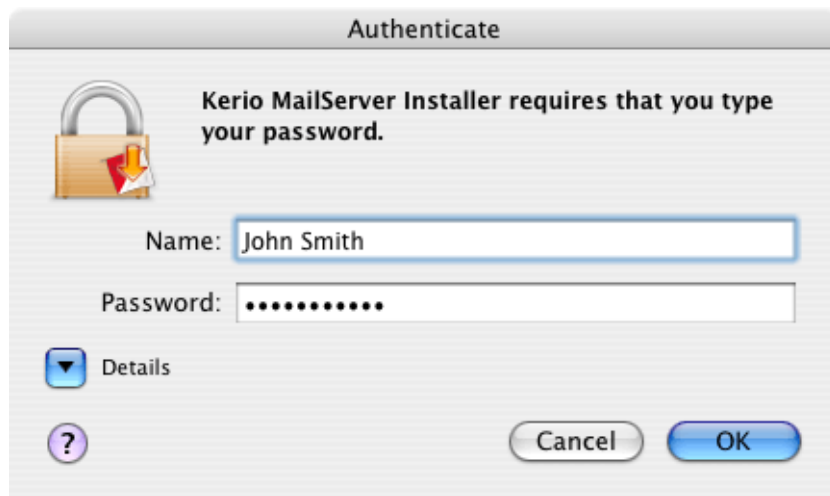 Authenticate
Kerio MailServer Installer requires that you type
your password.
Name: John Smith
Password: •••••••••••
Details
? Cancel OK